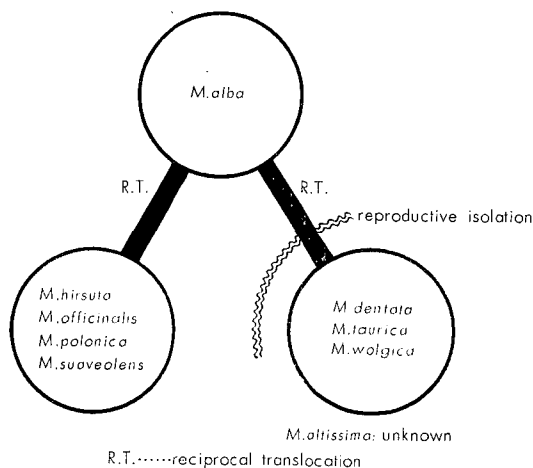 M.alba
R.T.
R.T.
reproductive isolation
M.hirsuta
M.officinalis
M.polonica
M.suaveolens
M dentata
M.taurica
M.wolgica
M.altissima: unknown
R.T.······reciprocal translocation